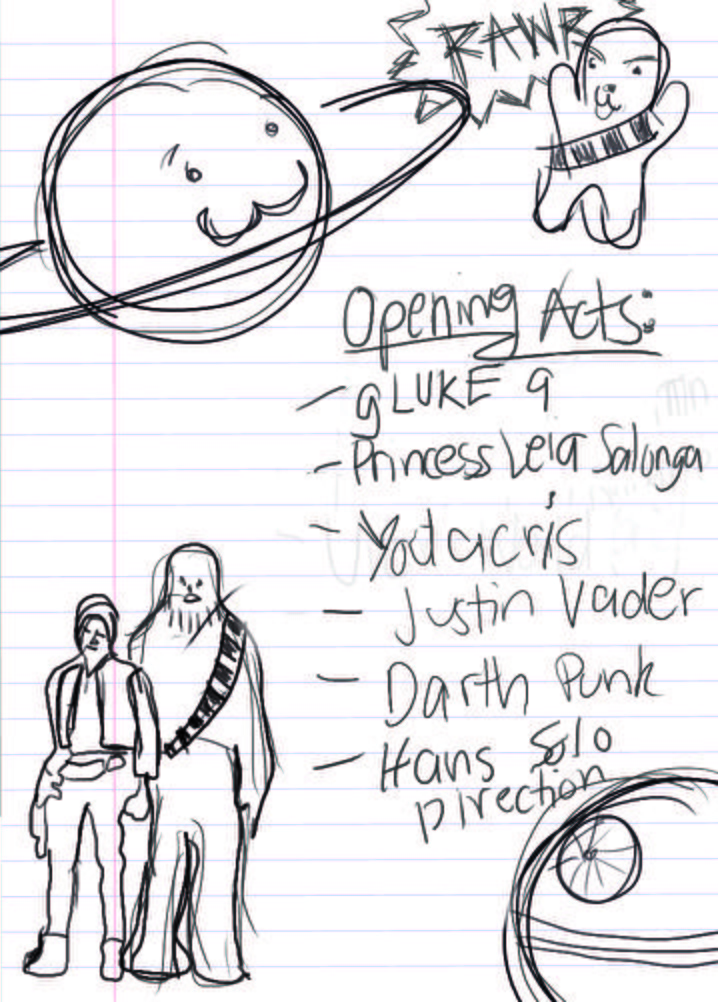 RAWR
Opening Acts:
- gLUKE 9
- Princess Leia Salonga
- Yodacris
- Justin Vader
- Darth Punk
- Hans Solo
Direction